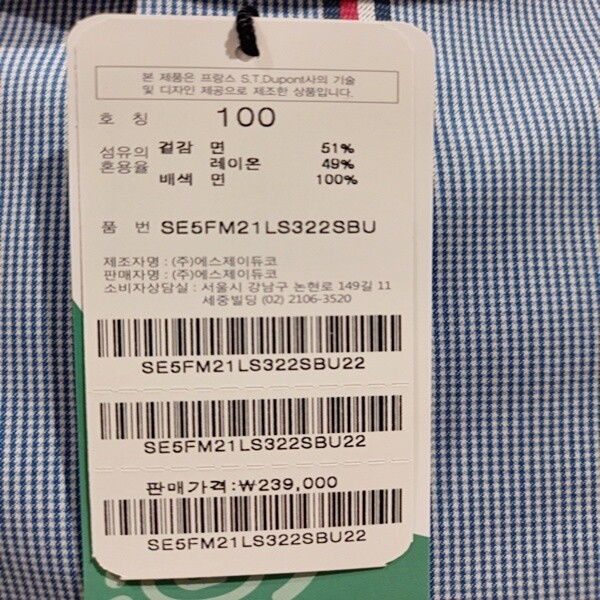 본 제품은 프랑스 S.T.Dupont사의 기술
및 디자인 제공으로 제조한 상품입니다.
호 칭 100
섬유의 혼용율
겉감 면 51%
레이온 49%
배색 면 100%
품 번 SE5FM21LS322SBU
제조자명 : (주)에스제이듀코
판매자명 : (주)에스제이듀코
소비자상담실 : 서울시 강남구 논현로 149길 11
세중빌딩 (02) 2106-3520
SE5FM21LS322SBU22
SE5FM21LS322SBU22
판매가격:₩239,000
SE5FM21LS322SBU22